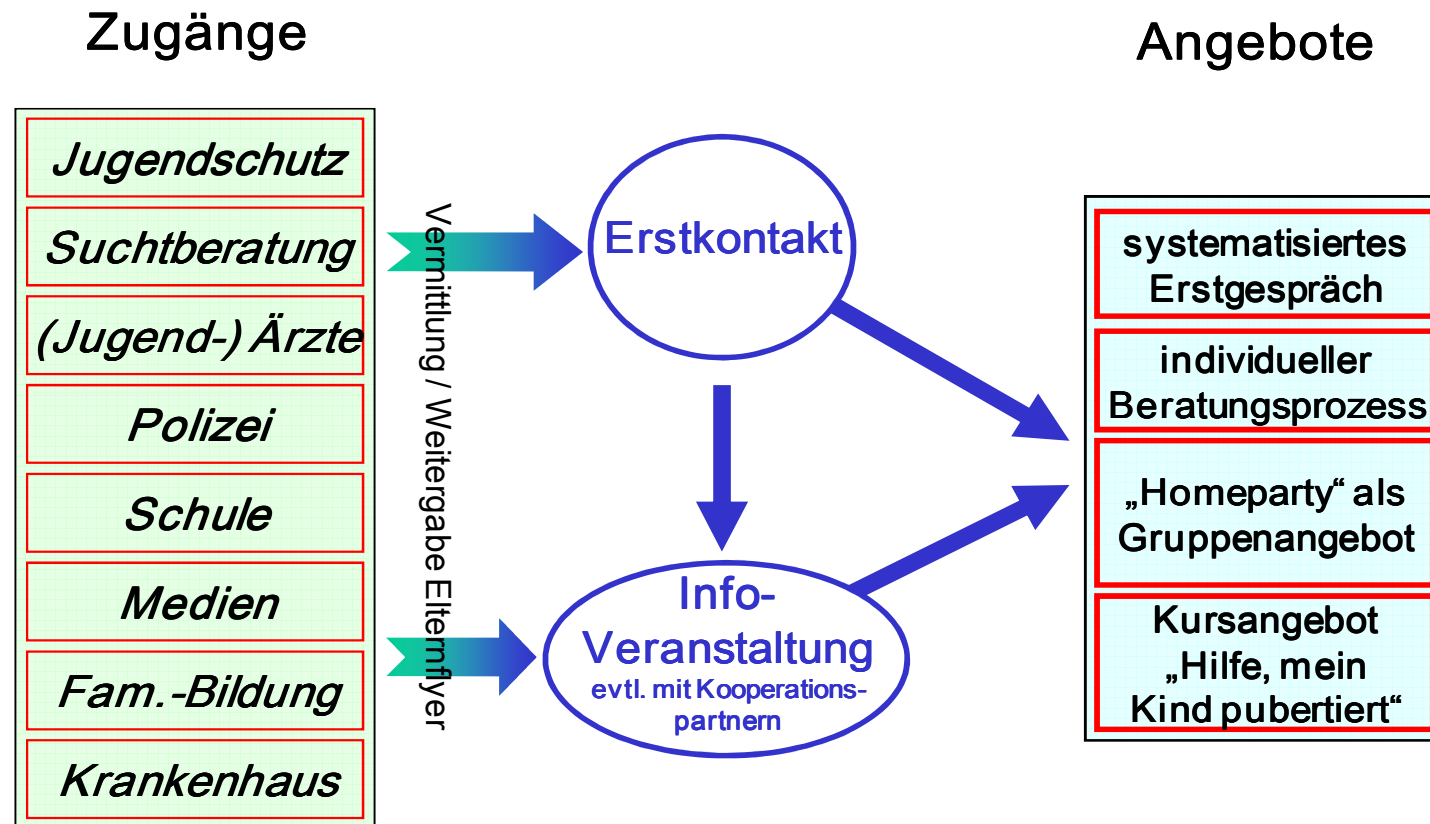 Zugänge
Angebote
Jugendschutz
Suchtberatung
(Jugend-) Ärzte
Polizei
Schule
Medien
Fam.-Bildung
Krankenhaus
Vermittlung / Weitergabe Elternflyer
Erstkontakt
Info-
Veranstaltung
evtl. mit Kooperations-
partnern
systematisiertes
Erstgespräch
individueller
Beratungsprozess
„Homeparty“ als
Gruppenangebot
Kursangebot
„Hilfe, mein
Kind pubertiert“